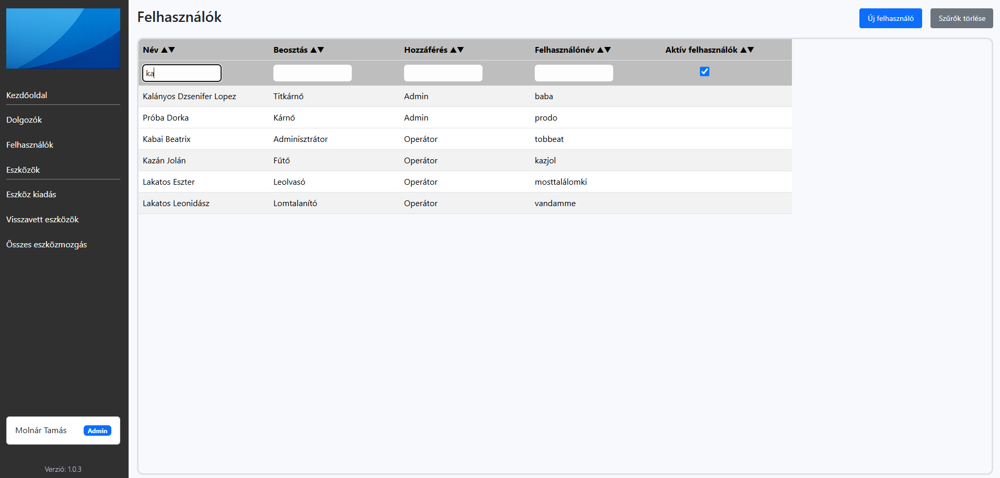 Felhasználók
Új felhasználó
Szűrők törlése
Kezdőoldal
Dolgozók
Felhasználók
Eszközök
Eszköz kiadás
Visszavett eszközök
Összes eszközmozgás
Molnár Tamás Admin
Verzió: 1.0.3
Név ▲▼ Beosztás ▲▼ Hozzáférés ▲▼ Felhasználónév ▲▼ Aktív felhasználók ▲▼
ka
Kalányos Dzsenifer Lopez Titkárnő Admin baba
Próba Dorka Kárnő Admin prodo
Kabai Beatrix Adminisztrátor Operátor tobbeat
Kazán Jolán Fűtő Operátor kazjol
Lakatos Eszter Leolvasó Operátor mosttalálomki
Lakatos Leonidász Lomtalanító Operátor vandamme